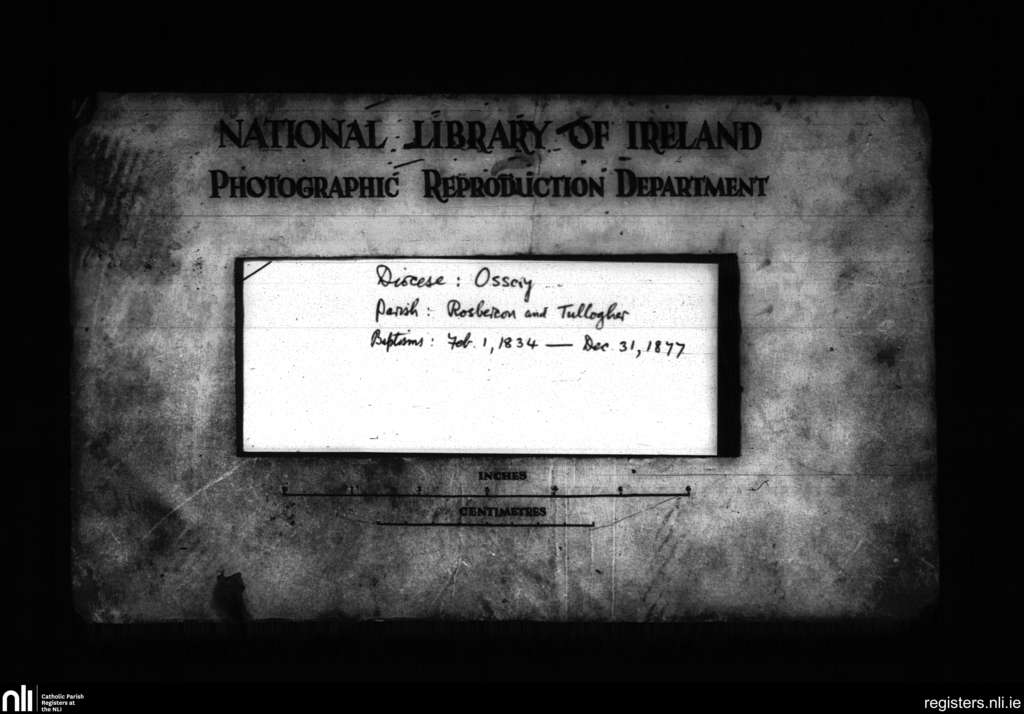 NATIONAL LIBRARY OF IRELAND
PHOTOGRAPHIC REPRODUCTION DEPARTMENT
Diocese : Ossory
Parish : Rosbercon and Tullogher
Baptisms : Feb. 1, 1834 — Dec. 31, 1877
INCHES
CENTIMETRES
nli
Catholic Parish
Registers at
the NLI
registers.nli.ie